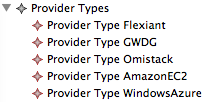 Provider Types
Provider Type Flexiant
Provider Type GWDG
Provider Type Omistack
Provider Type AmazonEC2
Provider Type WindowsAzure